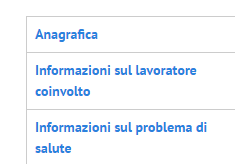 Anagrafica
Informazioni sul lavoratore
coinvolto
Informazioni sul problema di
salute